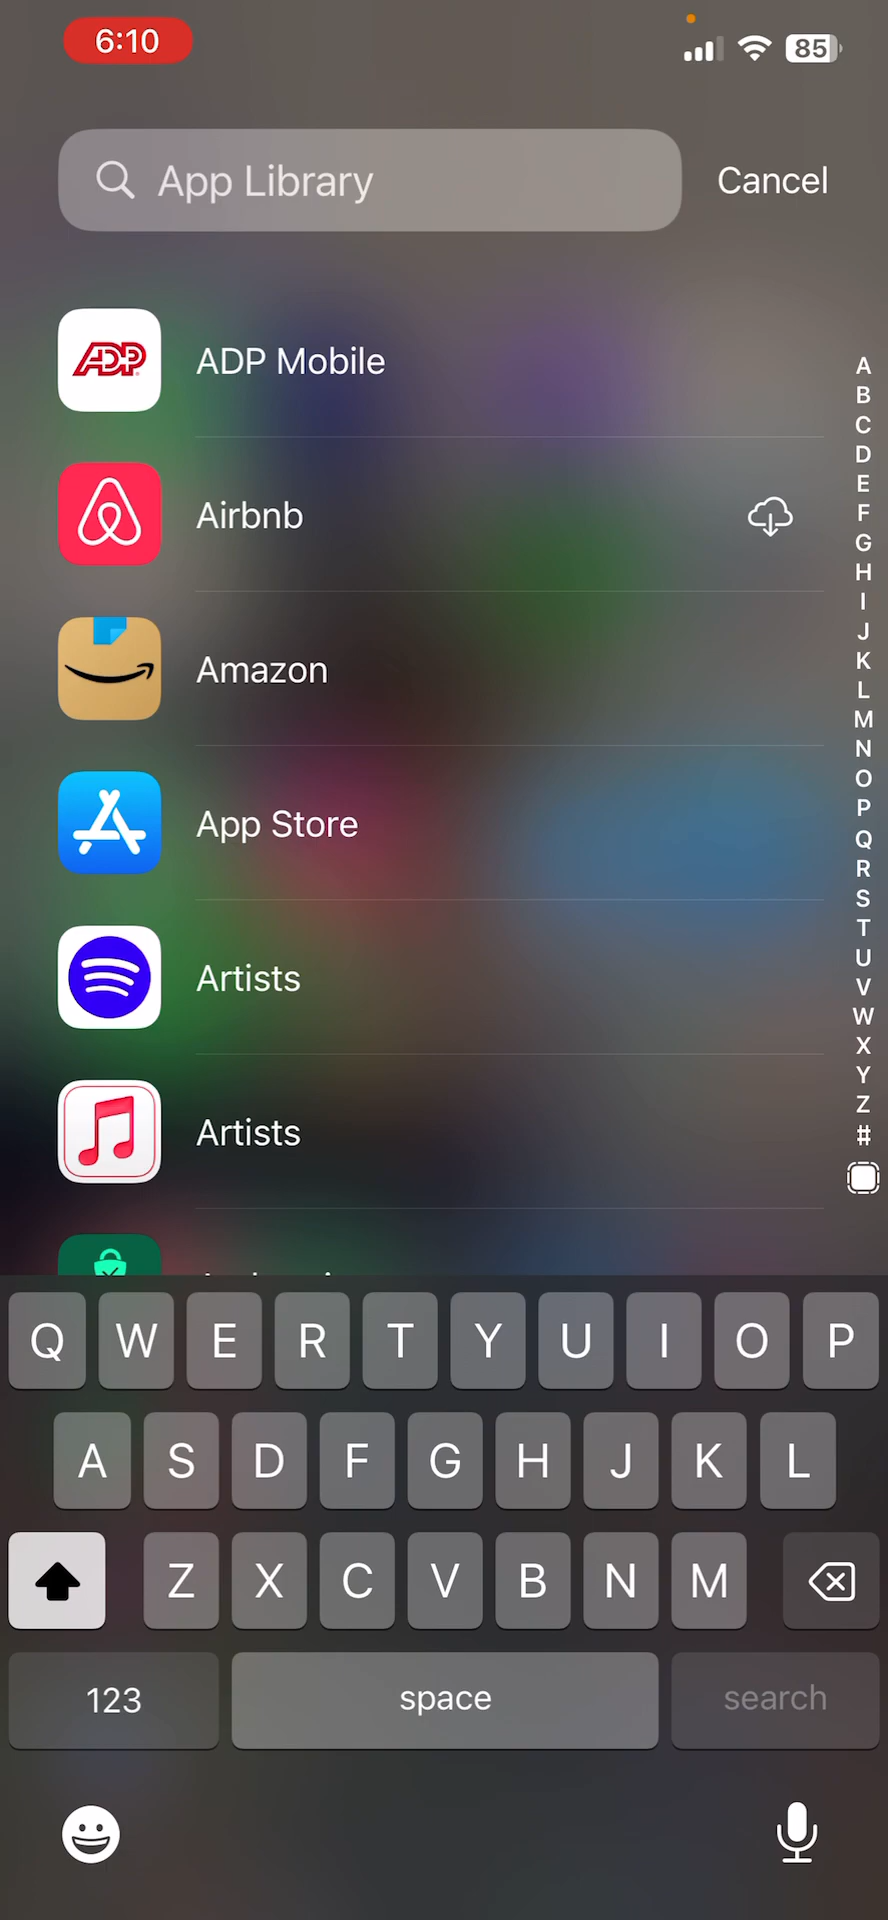 6:10
85
App Library
Cancel
ADP
ADP Mobile
Airbnb
Amazon
App Store
Artists
Artists
A
B
C
D
E
F
G
H
I
J
K
L
M
N
O
P
Q
R
S
T
U
V
W
X
Y
Z
#
Q W E R T Y U I O P
A S D F G H J K L
Z X C V B N M
123 space search